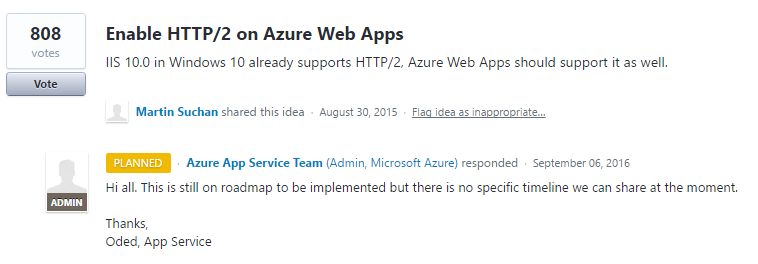 808
votes
Vote
Enable HTTP/2 on Azure Web Apps
IIS 10.0 in Windows 10 already supports HTTP/2, Azure Web Apps should support it as well.
Martin Suchan shared this idea · August 30, 2015 · Flag idea as inappropriate...
PLANNED · Azure App Service Team (Admin, Microsoft Azure) responded · September 06, 2016
ADMIN
Hi all. This is still on roadmap to be implemented but there is no specific timeline we can share at the moment.
Thanks,
Oded, App Service